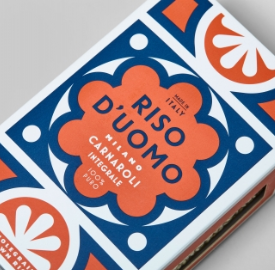 MADE IN
ITALY
RISO
D'UOMO
MILANO
CARNAROLI
INTEGRALE
100%
PURO